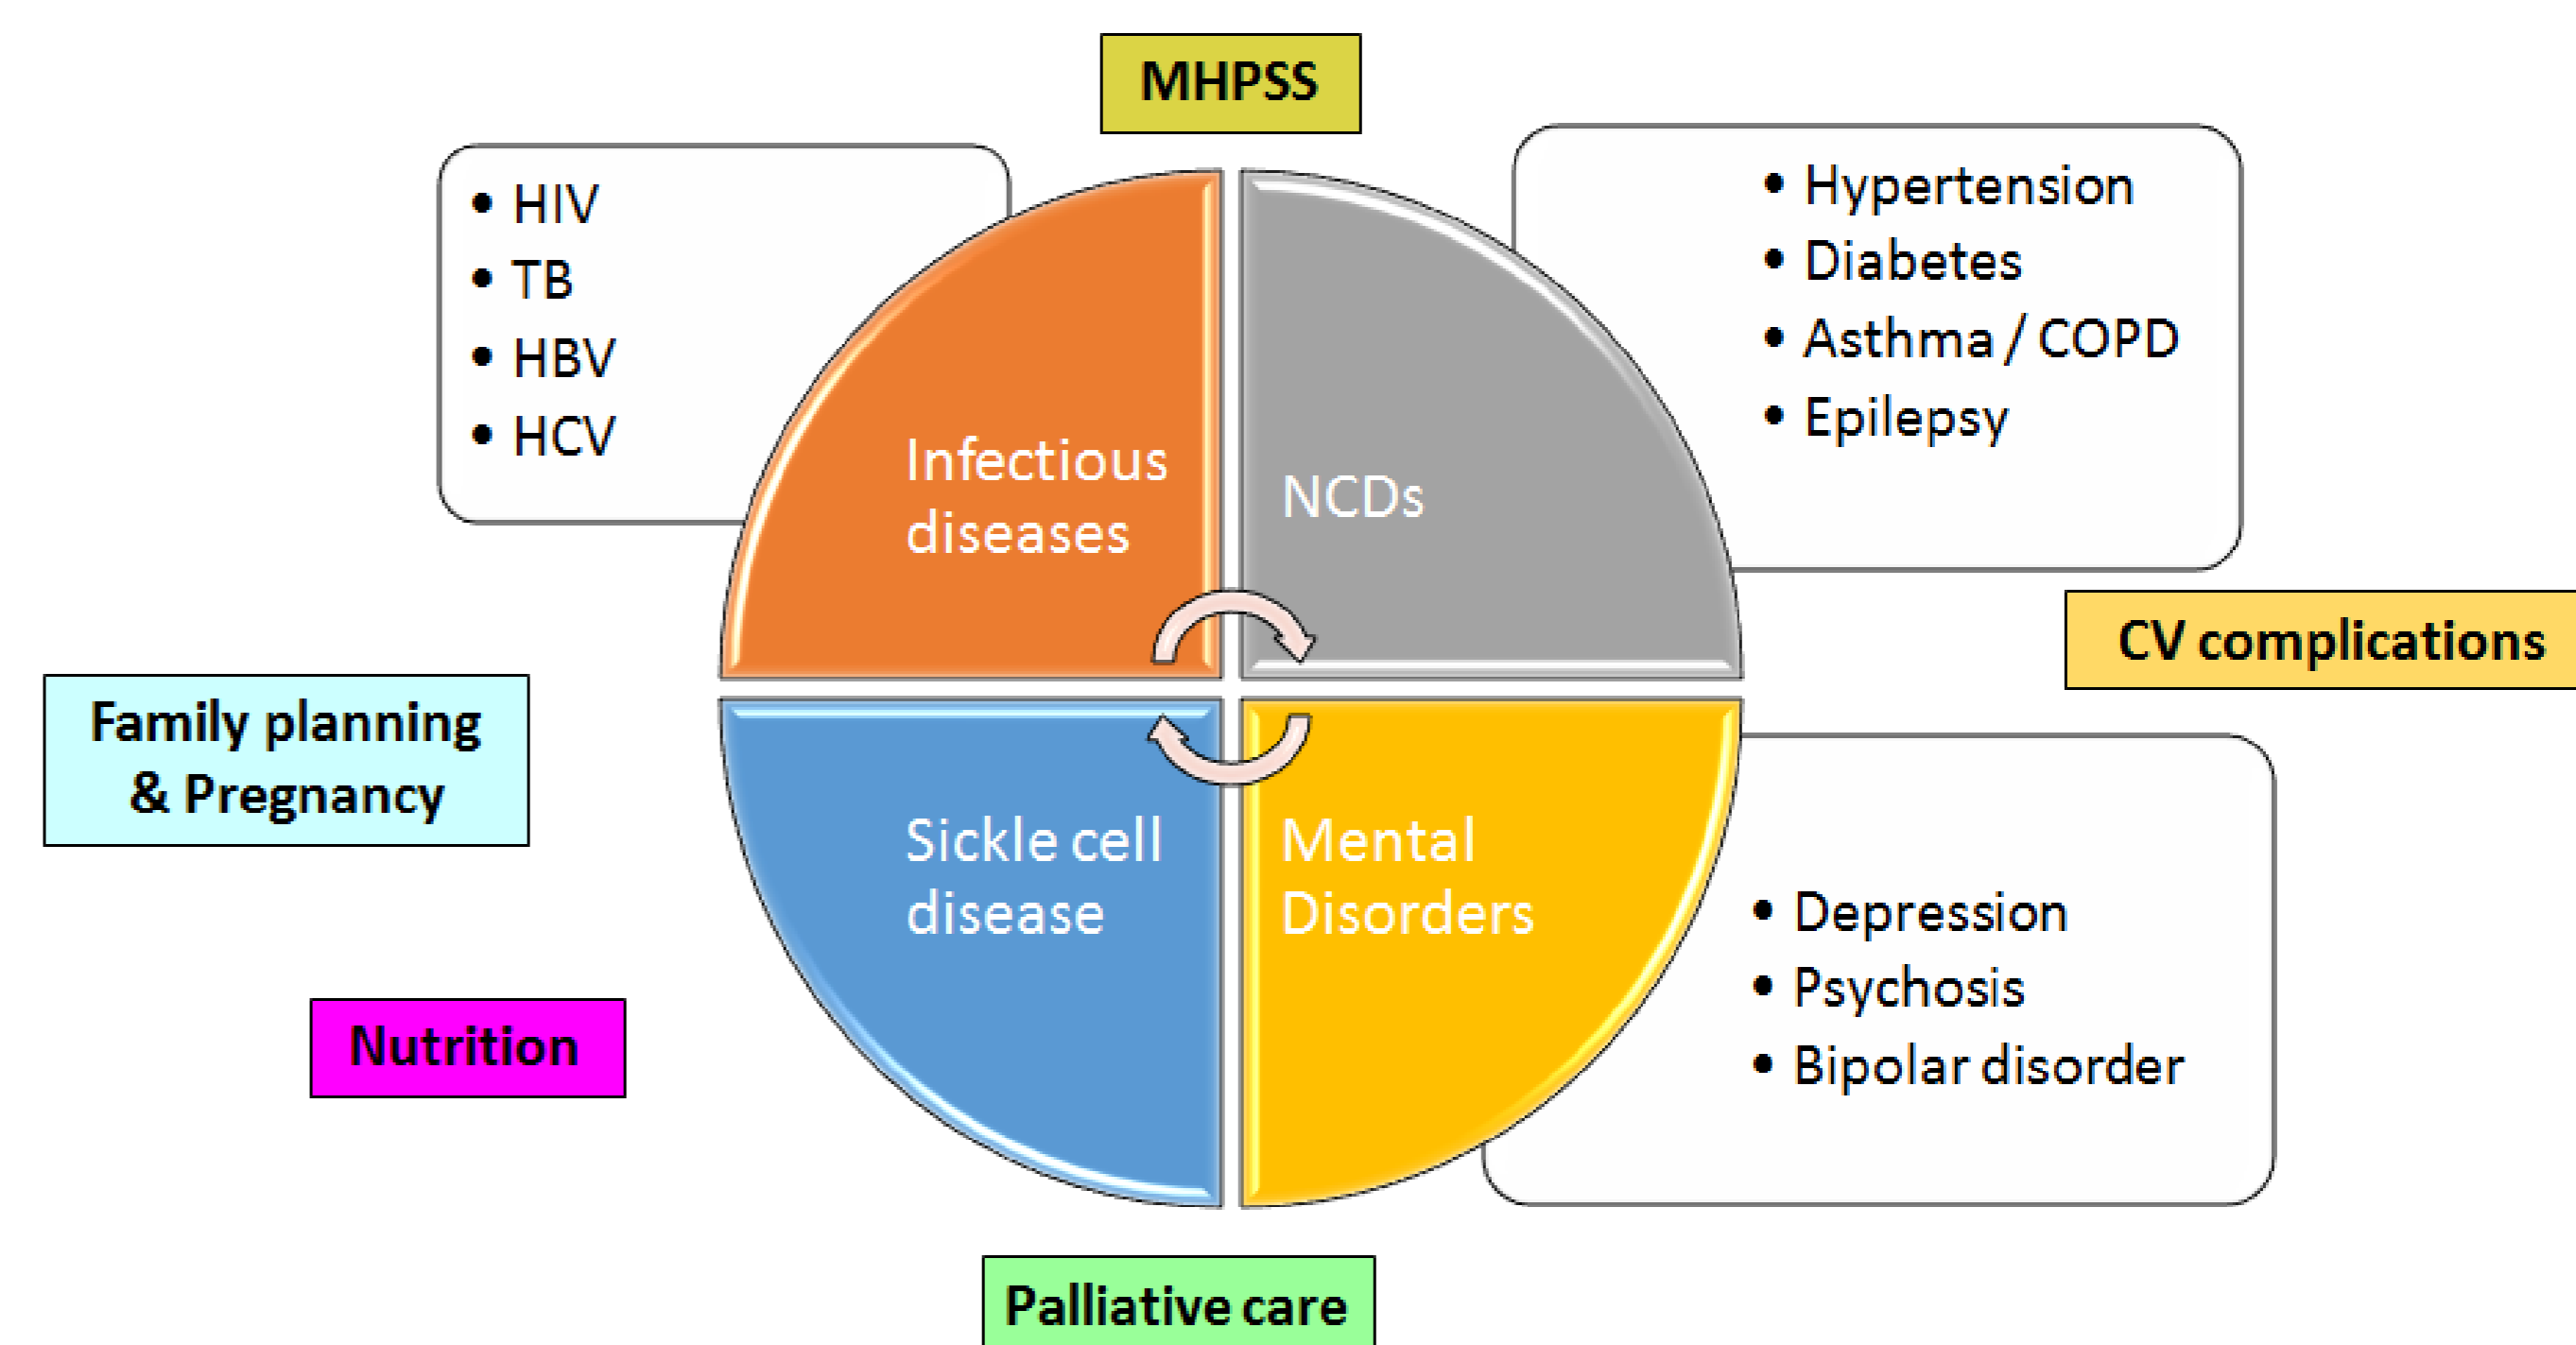 MHPSS
• HIV
• TB
• HBV
• HCV
• Hypertension
• Diabetes
• Asthma / COPD
• Epilepsy
Infectious
diseases
NCDs
CV complications
Family planning
& Pregnancy
Sickle cell
disease
Mental
Disorders
• Depression
• Psychosis
• Bipolar disorder
Nutrition
Palliative care